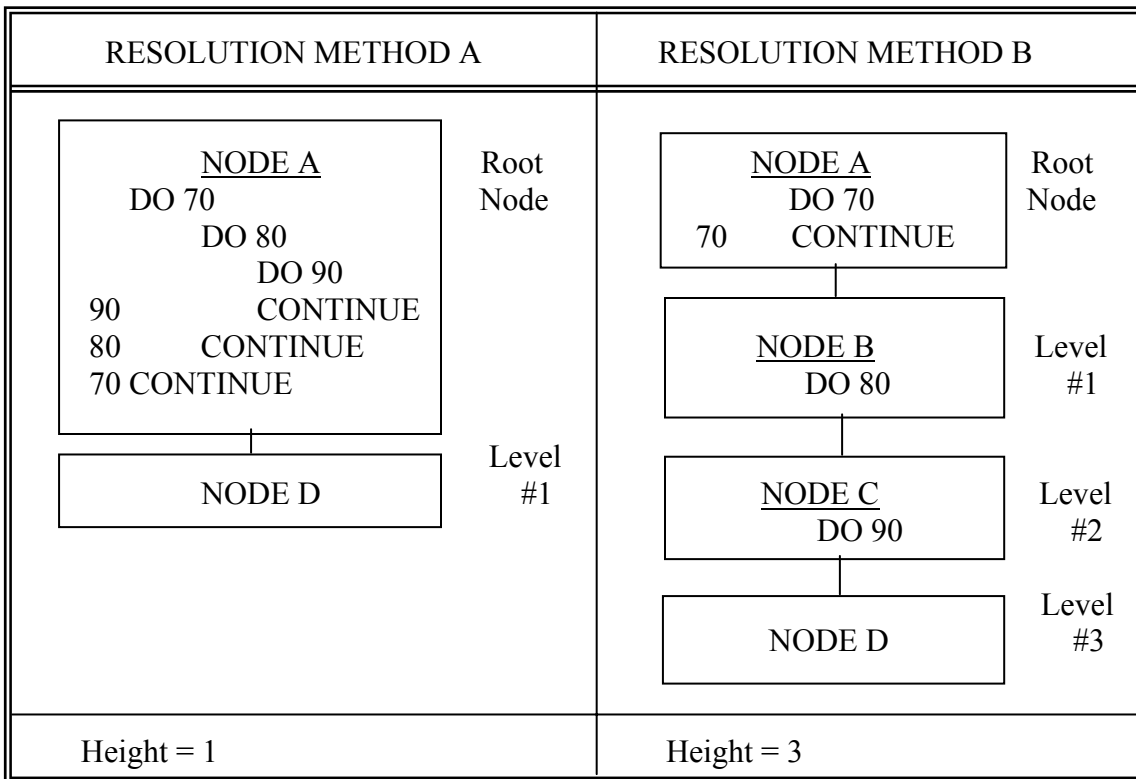 RESOLUTION METHOD A
NODE A
Root
Node
DO 70
DO 80
DO 90
90 CONTINUE
80 CONTINUE
70 CONTINUE
Level
#1
NODE D
Height = 1
RESOLUTION METHOD B
NODE A
Root
Node
DO 70
70 CONTINUE
NODE B
Level
#1
DO 80
NODE C
Level
#2
DO 90
Level
#3
NODE D
Height = 3